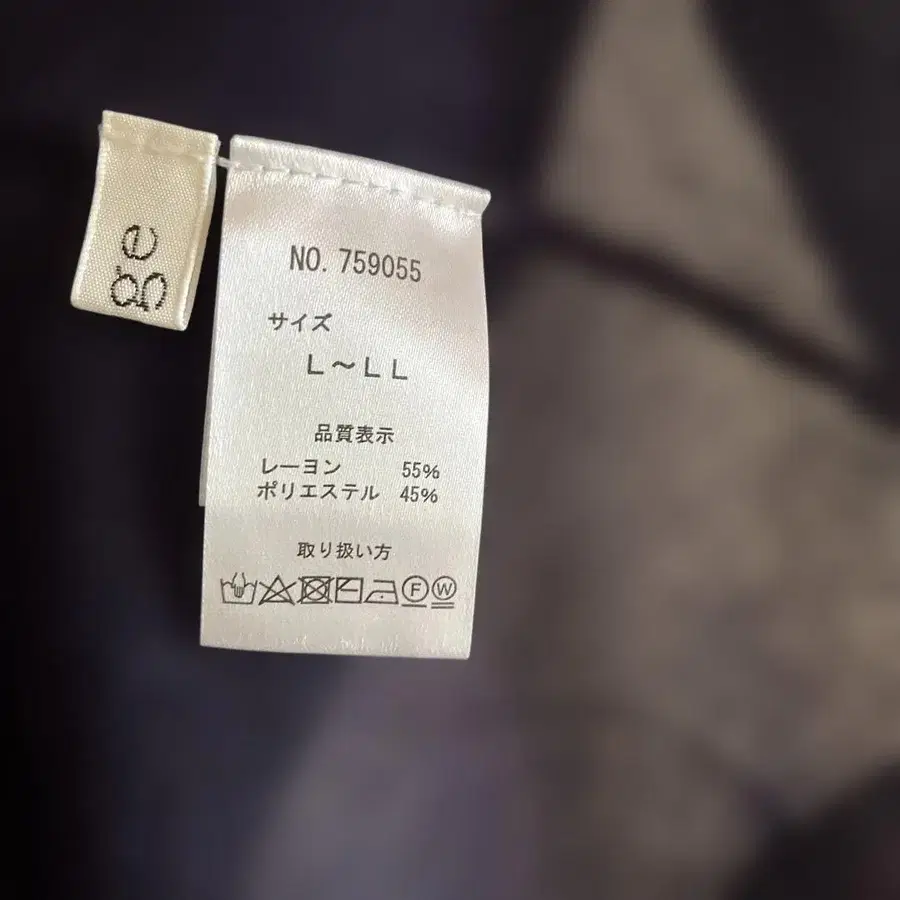 ge
NO. 759055
サイズ
L～LL
品質表示
レーヨン 55%
ポリエステル 45%
取り扱い方
F W